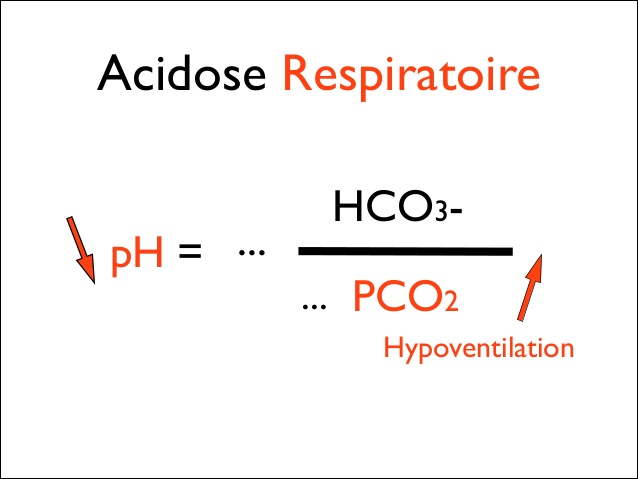 Acidose Respiratoire
HCO3-
pH = ...
... PCO2
Hypoventilation